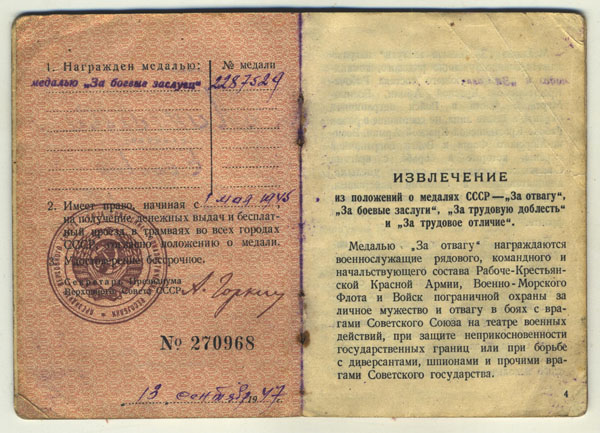 1. Награжден медалью:
№ медали
медалью „За боевые заслуги“
2287529
2. Имеет право, начиная с
1 мая 1945
на получение денежных выдач и бесплат-
ный проезд в трамваях во всех городах
СССР, согласно положению о медали.
Удостоверение бессрочное.
Секретарь Президиума
Верховного Совета СССР
А. Горкин
№ 270968
13 сентября 1947 г.
ИЗВЛЕЧЕНИЕ
из положений о медалях СССР—„За отвагу“,
„За боевые заслуги“, „За трудовую доблесть“
и „За трудовое отличие“.
Медалью „За отвагу“ награждаются
военнослужащие рядового, командного и
начальствующего состава Рабоче-Крестьян-
ской Красной Армии, Военно-Морского
Флота и Войск пограничной охраны за
личное мужество и отвагу в боях с вра-
гами Советского Союза на театре военных
действий, при защите неприкосновенности
государственных границ или при борьбе
с диверсантами, шпионами и прочими вра-
гами Советского государства.
4